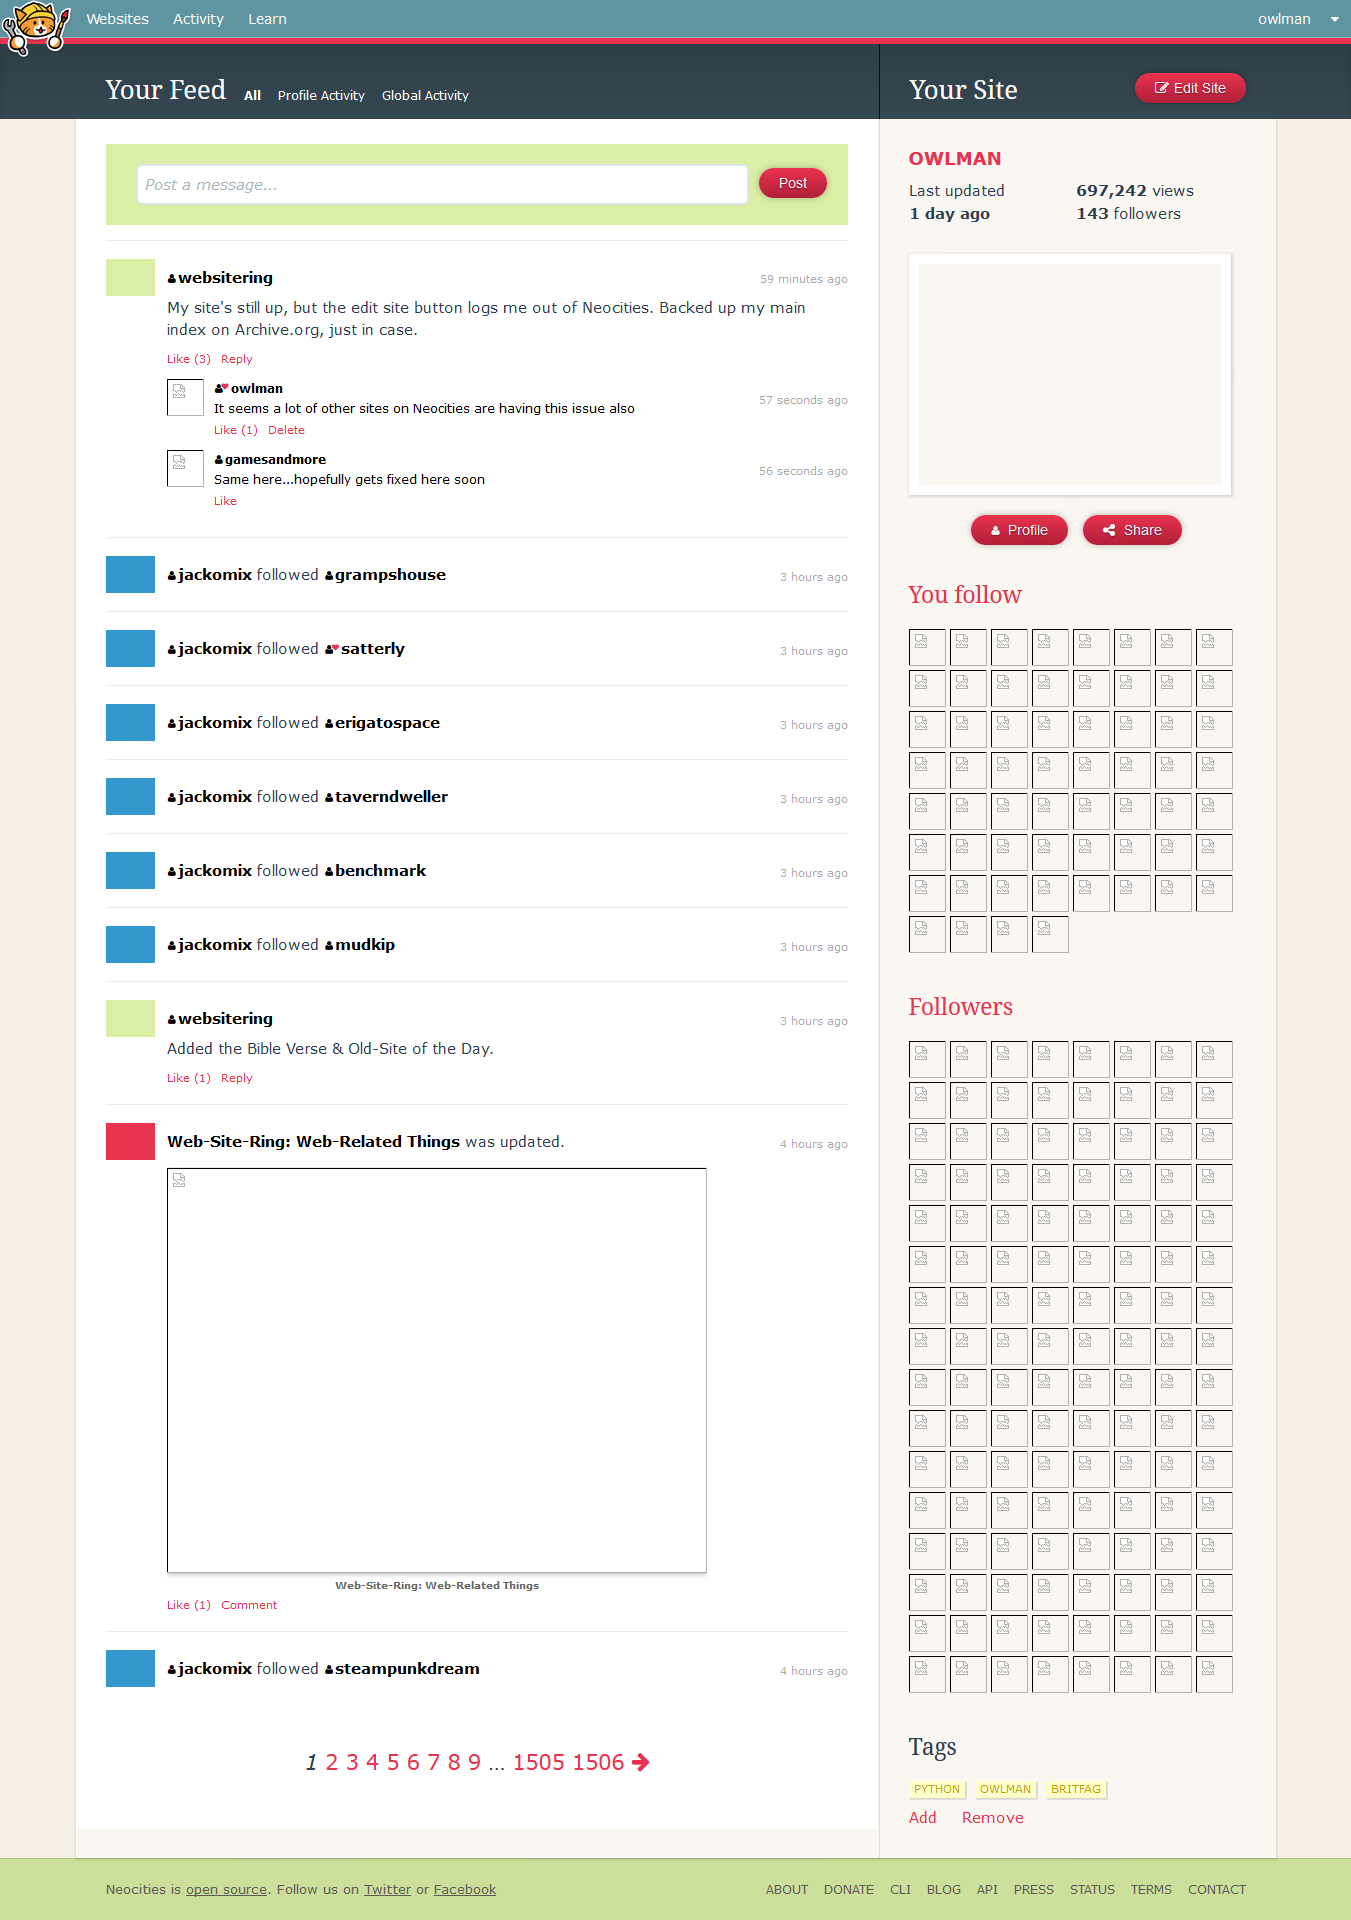 Websites Activity Learn owlman
Your Feed All Profile Activity Global Activity
Your Site Edit Site
Post a message... Post
websitering 59 minutes ago
My site's still up, but the edit site button logs me out of Neocities. Backed up my main
index on Archive.org, just in case.
Like (3) Reply
owlman
It seems a lot of other sites on Neocities are having this issue also 57 seconds ago
Like (1) Delete
gamesandmore
Same here...hopefully gets fixed here soon 56 seconds ago
Like
jackomix followed grampshouse 3 hours ago
jackomix followed satterly 3 hours ago
jackomix followed erigatospace 3 hours ago
jackomix followed taverndweller 3 hours ago
jackomix followed benchmark 3 hours ago
jackomix followed mudkip 3 hours ago
websitering 3 hours ago
Added the Bible Verse & Old-Site of the Day.
Like (1) Reply
Web-Site-Ring: Web-Related Things was updated. 4 hours ago
Web-Site-Ring: Web-Related Things
Like (1) Comment
jackomix followed steampunkdream 4 hours ago
1 2 3 4 5 6 7 8 9 ... 1505 1506
OWLMAN
Last updated 697,242 views
1 day ago 143 followers
Profile Share
You follow
Followers
Tags
PYTHON OWLMAN BRITFAG
Add Remove
Neocities is open source. Follow us on Twitter or Facebook
ABOUT DONATE CLI BLOG API PRESS STATUS TERMS CONTACT